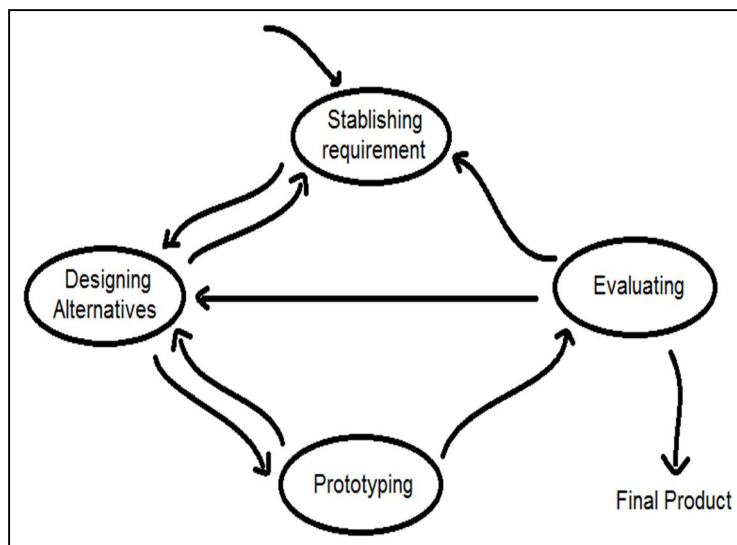 Stablishing
requirement
Designing
Alternatives
Evaluating
Prototyping
Final Product